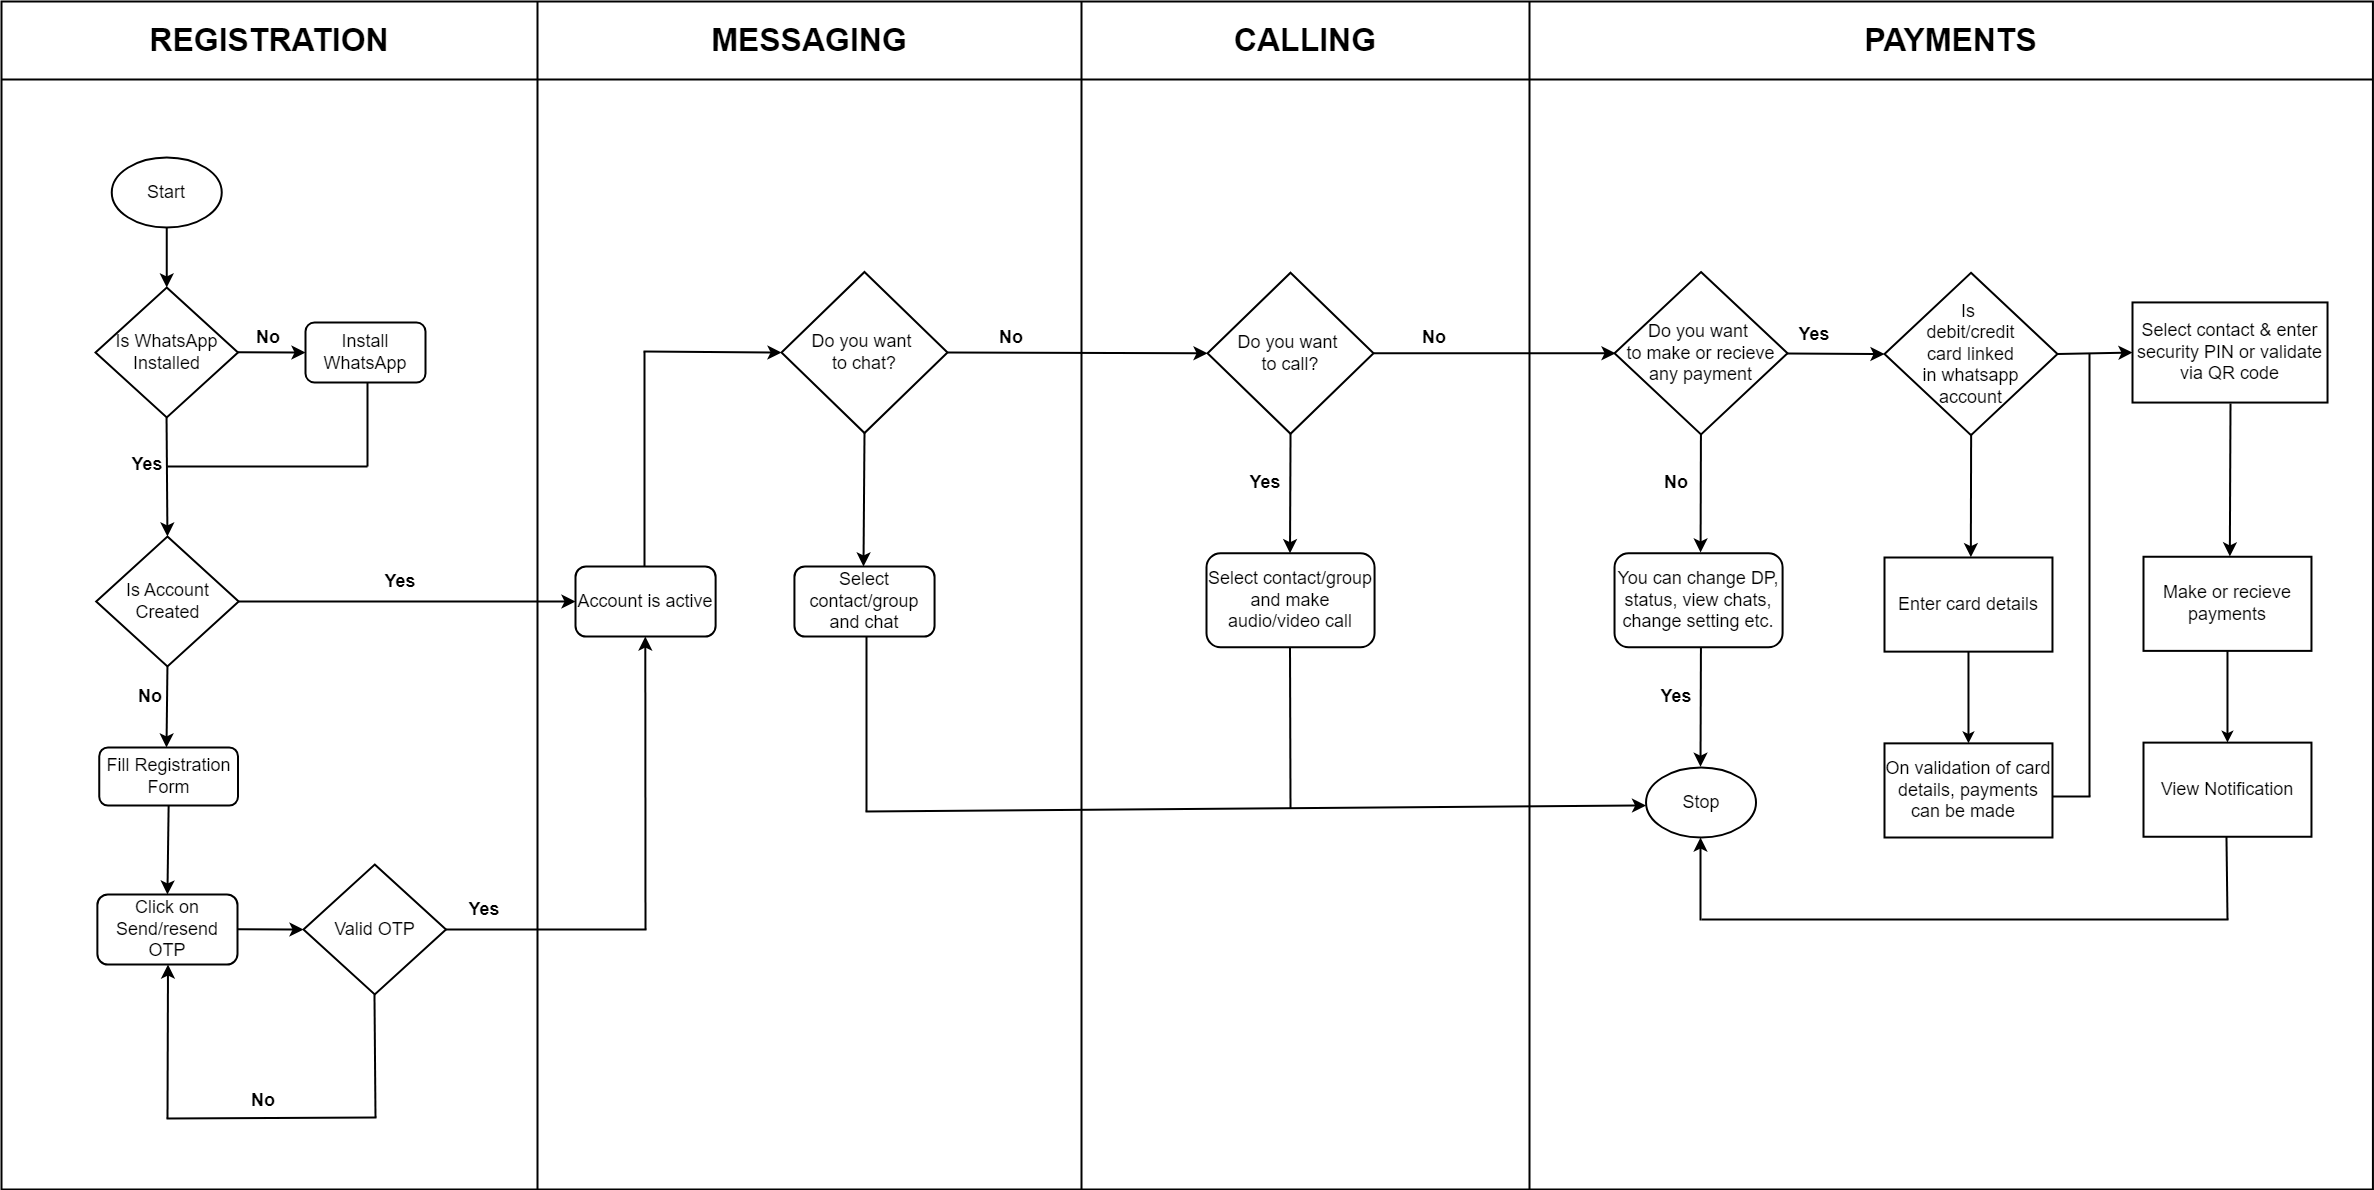 REGISTRATION
MESSAGING
CALLING
PAYMENTS
Start
Is WhatsApp
Installed
No
Install
WhatsApp
Yes
Is Account
Created
Yes
No
Fill Registration
Form
Click on
Send/resend
OTP
Valid OTP
Yes
No
Account is active
Do you want
to chat?
No
Select
contact/group
and chat
Do you want
to call?
No
Yes
Select contact/group
and make
audio/video call
Do you want
to make or recieve
any payment
Yes
No
You can change DP,
status, view chats,
change setting etc.
Yes
Stop
Is
debit/credit
card linked
in whatsapp
account
Enter card details
On validation of card
details, payments
can be made
Select contact & enter
security PIN or validate
via QR code
Make or recieve
payments
View Notification